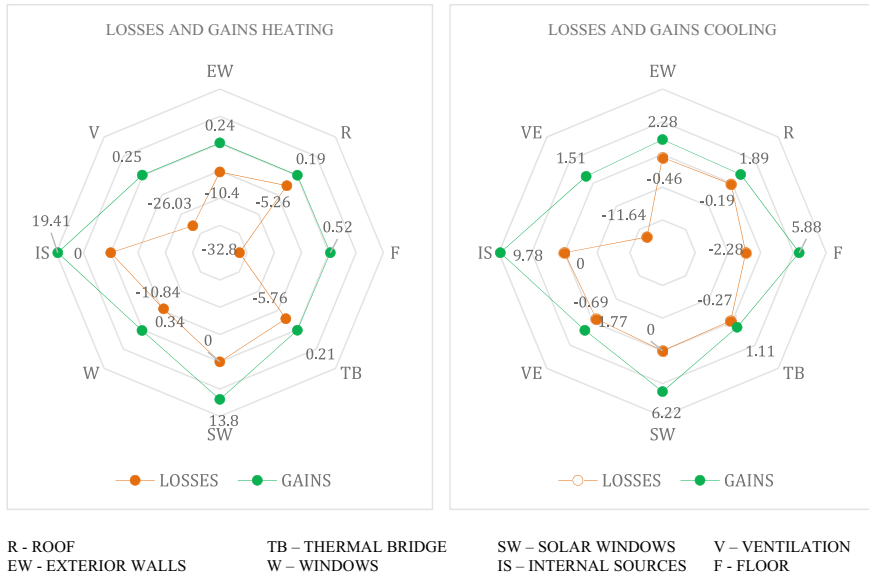 LOSSES AND GAINS HEATING
EW
V
0.24
R
0.25
0.19
-10.4
-5.26
-26.03
19.41
0.52
IS
0
-32.8
F
-10.84
-5.76
0.34
0
0.21
W
TB
13.8
SW
LOSSES GAINS
LOSSES AND GAINS COOLING
EW
VE
2.28
R
1.51
1.89
-0.46
-0.19
-11.64
5.88
IS
9.78
0
-2.28
F
-0.69
-0.27
1.77
0
1.11
VE
TB
6.22
SW
LOSSES GAINS
R - ROOF TB – THERMAL BRIDGE SW – SOLAR WINDOWS V – VENTILATION
EW - EXTERIOR WALLS W – WINDOWS IS – INTERNAL SOURCES F - FLOOR